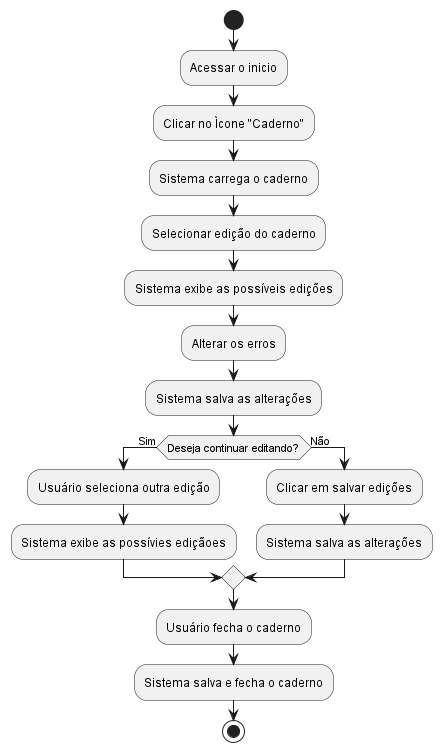 Acessar o inicio
Clicar no Ìcone "Caderno"
Sistema carrega o caderno
Selecionar edição do caderno
Sistema exibe as possíveis edições
Alterar os erros
Sistema salva as alterações
Sim
Deseja continuar editando?
Não
Usuário seleciona outra edição
Clicar em salvar edições
Sistema exibe as possívies ediçãoes
Sistema salva as alterações
Usuário fecha o caderno
Sistema salva e fecha o caderno